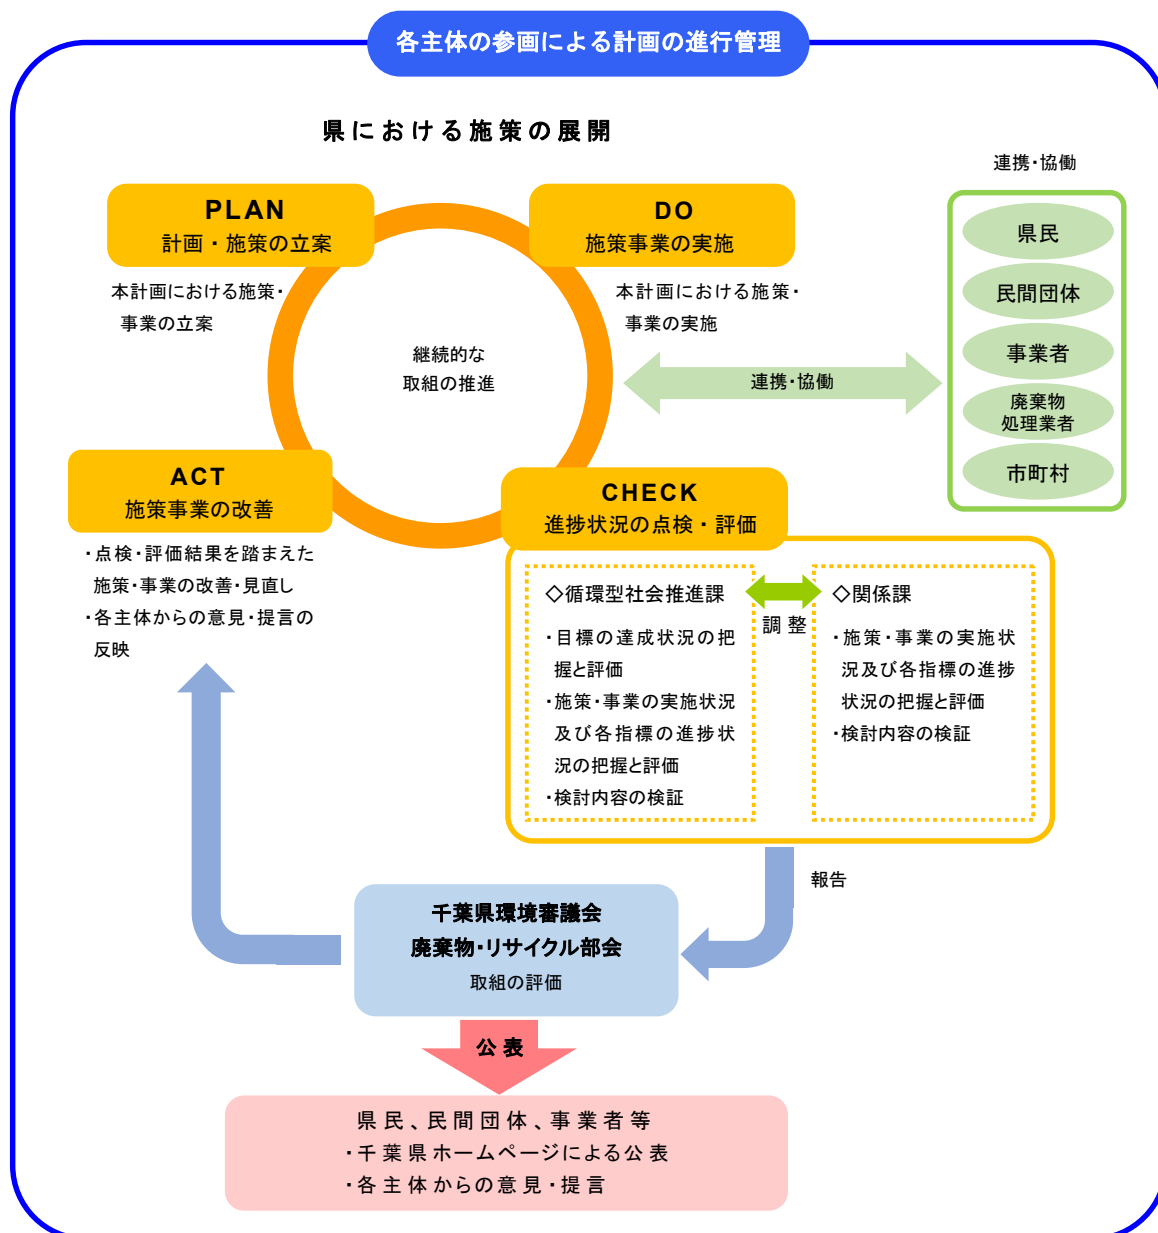 各主体の参画による計画の進行管理
県における施策の展開
PLAN
計画・施策の立案
本計画における施策・
事業の立案
DO
施策事業の実施
本計画における施策・
事業の実施
継続的な
取組の推進
連携・協働
連携・協働
県民
民間団体
事業者
廃棄物
処理業者
市町村
ACT
施策事業の改善
・点検・評価結果を踏まえた
施策・事業の改善・見直し
・各主体からの意見・提言の
反映
CHECK
進捗状況の点検・評価
◇循環型社会推進課
・目標の達成状況の把
握と評価
・施策・事業の実施状況
及び各指標の進捗状
況の把握と評価
・検討内容の検証
調整
◇関係課
・施策・事業の実施状
況及び各指標の進捗
状況の把握と評価
・検討内容の検証
報告
千葉県環境審議会
廃棄物・リサイクル部会
取組の評価
公表
県民、民間団体、事業者等
・千葉県ホームページによる公表
・各主体からの意見・提言